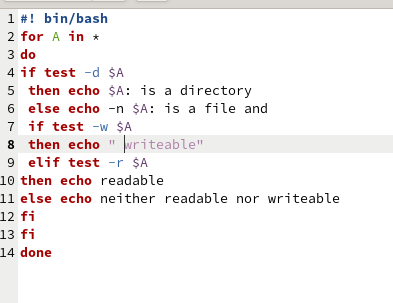 1 #! bin/bash
2 for A in *
3 do
4 if test -d $A
5  then echo $A: is a directory
6  else echo -n $A: is a file and
7  if test -w $A
8  then echo " writeable"
9  elif test -r $A
10 then echo readable
11 else echo neither readable nor writeable
12 fi
13 fi
14 done